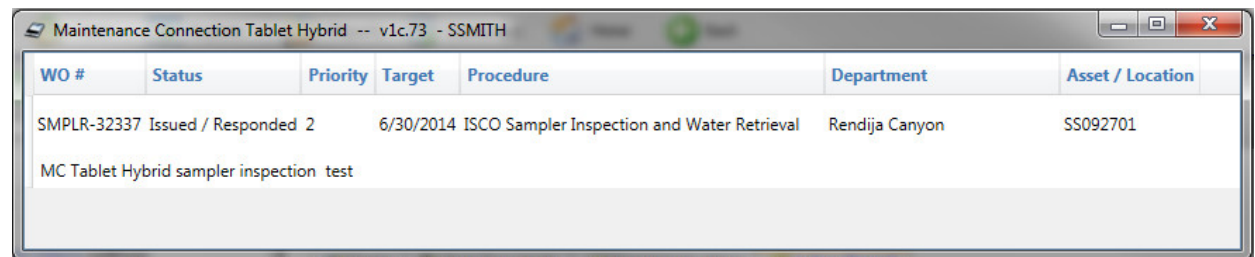 Maintenance Connection Tablet Hybrid -- v1c.73 - SSMITH
WO # Status Priority Target Procedure Department Asset / Location
SMPLR-32337 Issued / Responded 2 6/30/2014 ISCO Sampler Inspection and Water Retrieval Rendija Canyon SS092701
MC Tablet Hybrid sampler inspection test